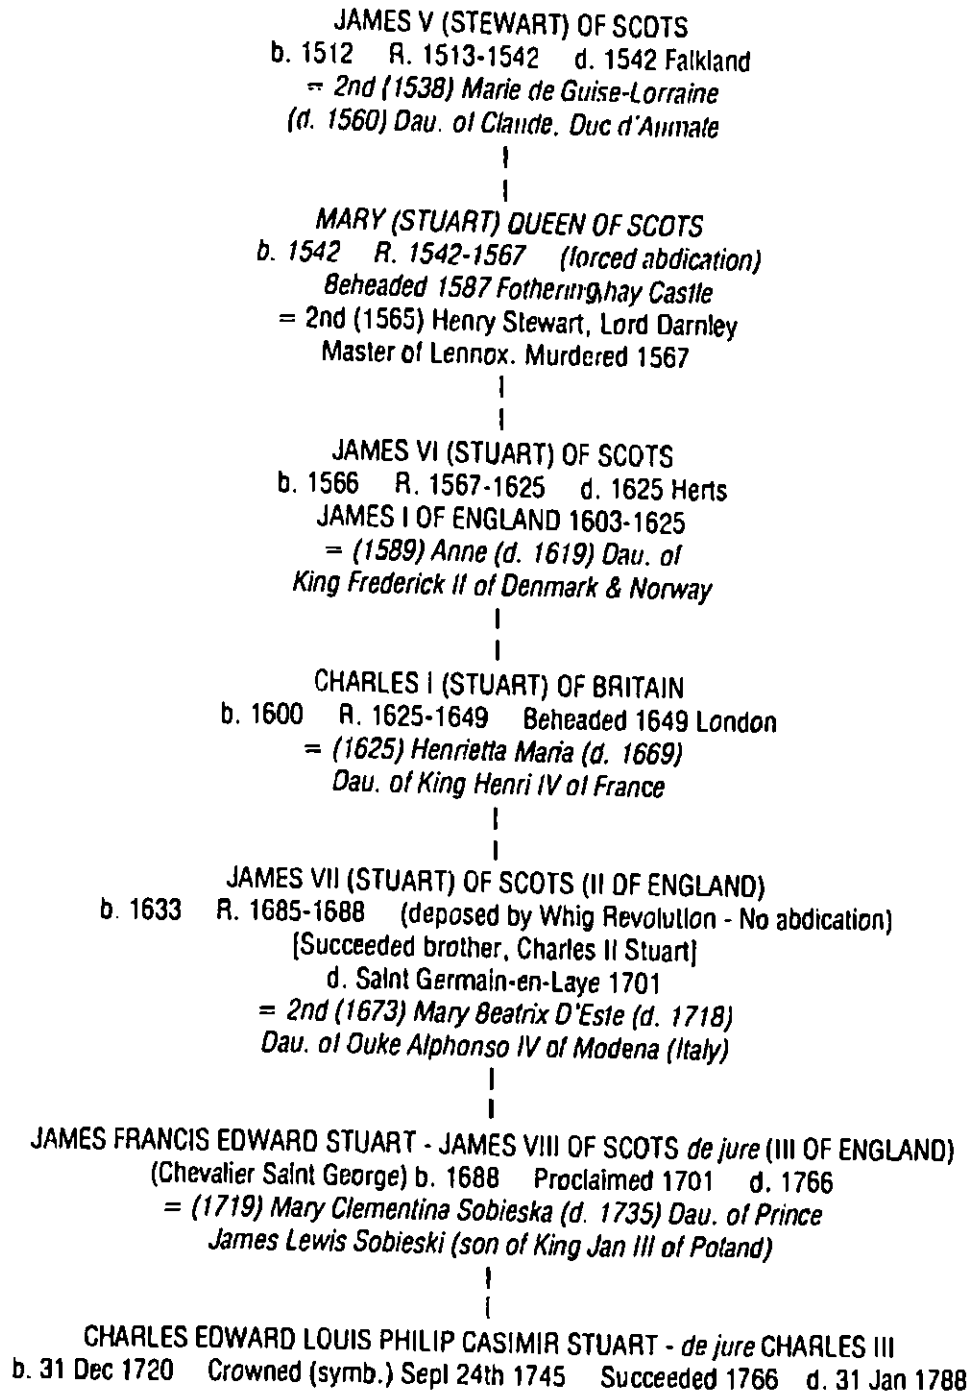 JAMES V (STEWART) OF SCOTS
b. 1512 R. 1513-1542 d. 1542 Falkland
= 2nd (1538) Marie de Guise-Lorraine
(d. 1560) Dau. of Claude, Duc d'Aumale
MARY (STUART) QUEEN OF SCOTS
b. 1542 R. 1542-1567 (forced abdication)
Beheaded 1587 Fotheringhay Castle
= 2nd (1565) Henry Stewart, Lord Darnley
Master of Lennox. Murdered 1567
JAMES VI (STUART) OF SCOTS
b. 1566 R. 1567-1625 d. 1625 Herts
JAMES I OF ENGLAND 1603-1625
= (1589) Anne (d. 1619) Dau. of
King Frederick II of Denmark & Norway
CHARLES I (STUART) OF BRITAIN
b. 1600 R. 1625-1649 Beheaded 1649 London
= (1625) Henrietta Maria (d. 1669)
Dau. of King Henri IV of France
JAMES VII (STUART) OF SCOTS (II OF ENGLAND)
b. 1633 R. 1685-1688 (deposed by Whig Revolution - No abdication)
[Succeeded brother, Charles II Stuart]
d. Saint Germain-en-Laye 1701
= 2nd (1673) Mary Beatrix D'Este (d. 1718)
Dau. of Duke Alphonso IV of Modena (Italy)
JAMES FRANCIS EDWARD STUART - JAMES VIII OF SCOTS de jure (III OF ENGLAND)
(Chevalier Saint George) b. 1688 Proclaimed 1701 d. 1766
= (1719) Mary Clementina Sobieska (d. 1735) Dau. of Prince
James Lewis Sobieski (son of King Jan III of Poland)
CHARLES EDWARD LOUIS PHILIP CASIMIR STUART - de jure CHARLES III
b. 31 Dec 1720 Crowned (symb.) Sept 24th 1745 Succeeded 1766 d. 31 Jan 1788